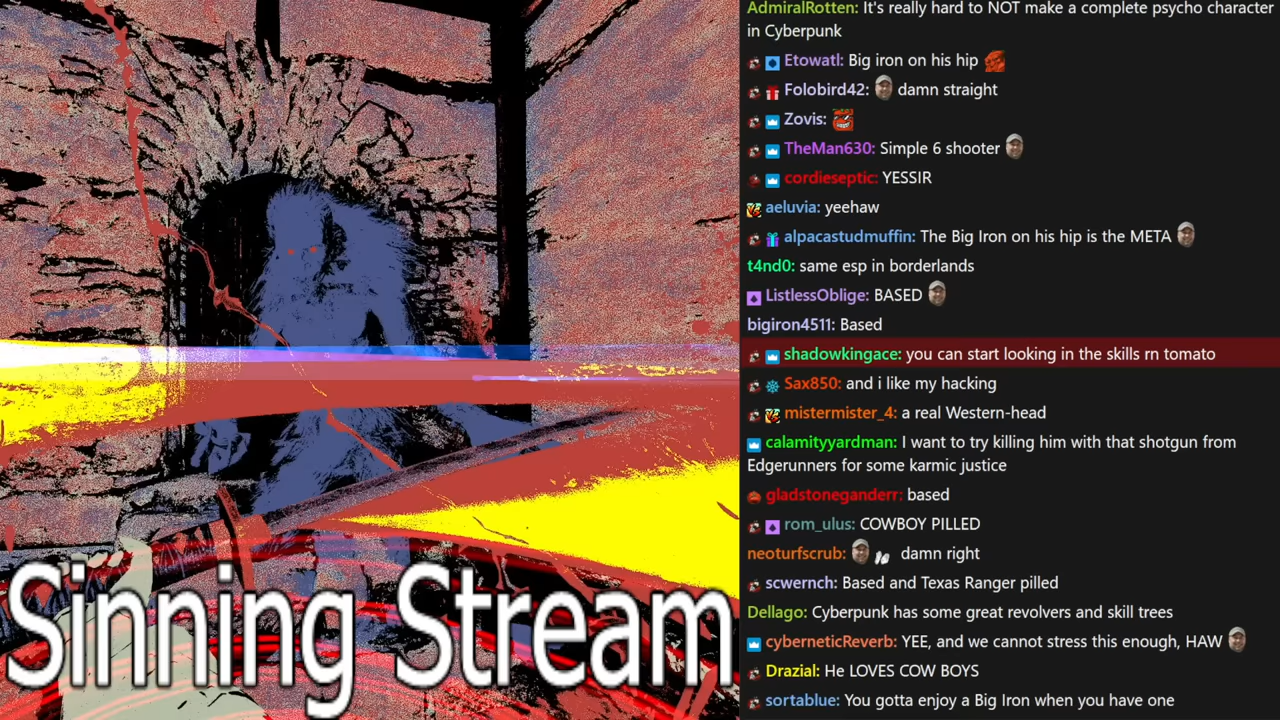 AdmiralRotten: It's really hard to NOT make a complete psycho character
in Cyberpunk
Etowatl: Big iron on his hip
Folobird42: damn straight
Zovis:
TheMan630: Simple 6 shooter
cordieseptic: YESSIR
aeluvia: yeehaw
alpacastudmuffin: The Big Iron on his hip is the META
t4nd0: same esp in borderlands
ListlessOblige: BASED
bigiron4511: Based
shadowkingace: you can start looking in the skills rn tomato
Sax850: and i like my hacking
mistermister_4: a real Western-head
calamityyardman: I want to try killing him with that shotgun from
Edgerunners for some karmic justice
gladstoneganderr: based
rom_ulus: COWBOY PILLED
neoturfscrub: damn right
scwernch: Based and Texas Ranger pilled
Dellago: Cyberpunk has some great revolvers and skill trees
cyberneticReverb: YEE, and we cannot stress this enough, HAW
Drazial: He LOVES COW BOYS
sortablue: You gotta enjoy a Big Iron when you have one
Sinning Stream